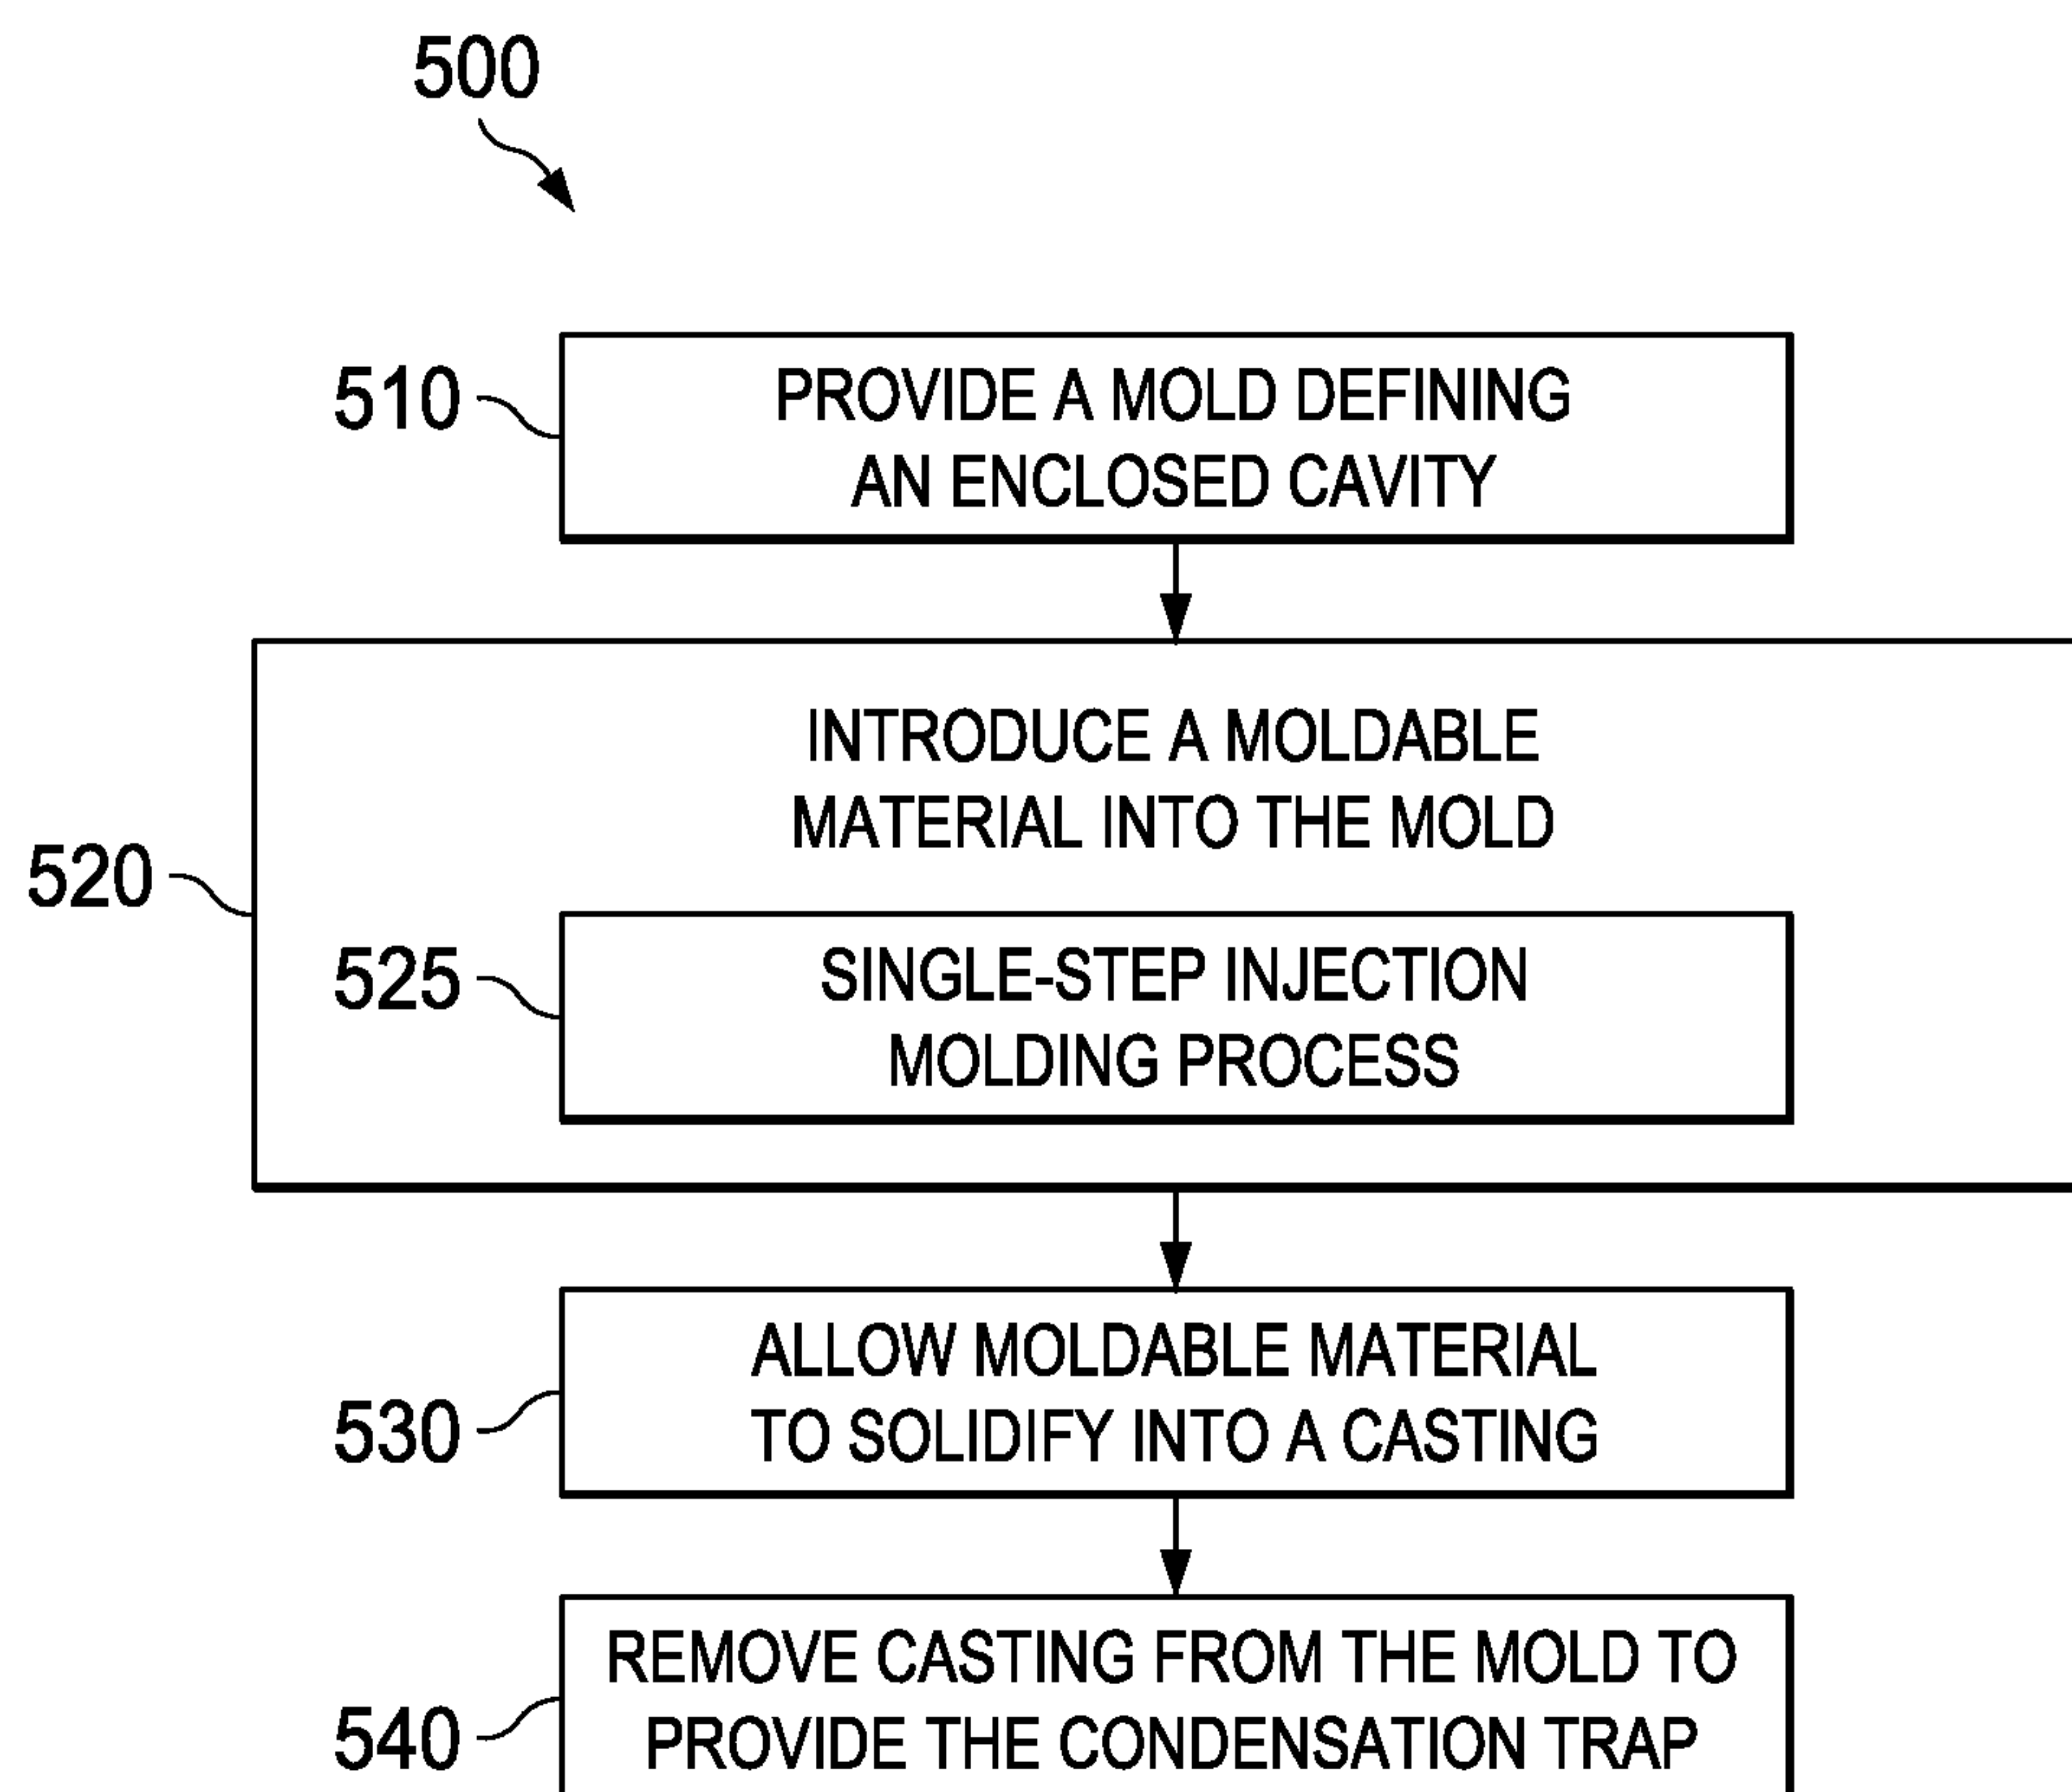 500
510
PROVIDE A MOLD DEFINING
AN ENCLOSED CAVITY
INTRODUCE A MOLDABLE
MATERIAL INTO THE MOLD
520
525
SINGLE-STEP INJECTION
MOLDING PROCESS
530
ALLOW MOLDABLE MATERIAL
TO SOLIDIFY INTO A CASTING
540
REMOVE CASTING FROM THE MOLD TO
PROVIDE THE CONDENSATION TRAP